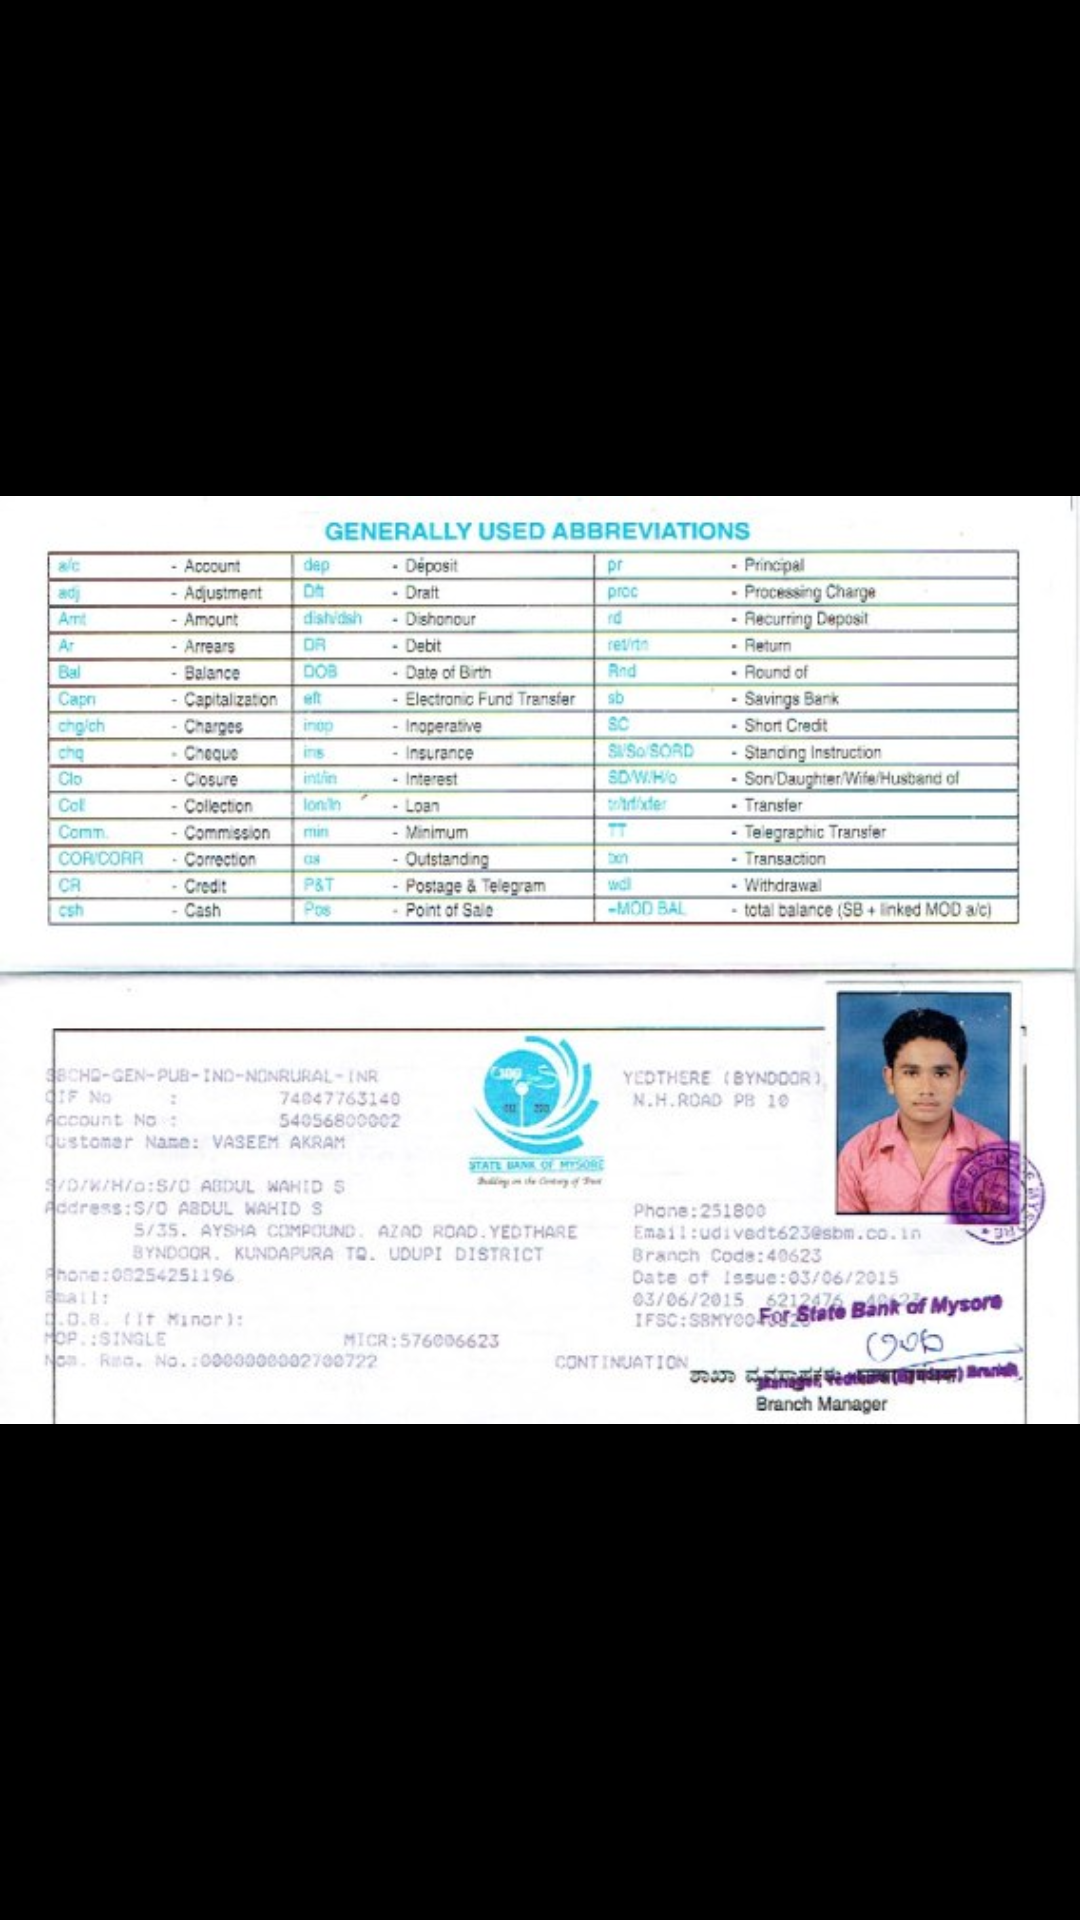 GENERALLY USED ABBREVIATIONS
a/c - Account dep - Deposit pr - Principal
adj - Adjustment Dft - Draft proc - Processing Charge
Amt - Amount dish/dsh - Dishonour rd - Recurring Deposit
Ar - Arrears DR - Debit ret/rtn - Return
Bal - Balance DOB - Date of Birth Rnd - Round of
Capn - Capitalization eft - Electronic Fund Transfer sb - Savings Bank
chg/ch - Charges inop - Inoperative SC - Short Credit
chq - Cheque ins - Insurance SI/So/SORD - Standing Instruction
Clo - Closure int/in - Interest SD/W/H/o - Son/Daughter/Wife/Husband of
Coll - Collection lon/ln - Loan tr/trf/xfer - Transfer
Comm. - Commission min - Minimum TT - Telegraphic Transfer
COR/CORR - Correction os - Outstanding txn - Transaction
CR - Credit P&T - Postage & Telegram wdl - Withdrawal
csh - Cash Pos - Point of Sale =MOD BAL - total balance (SB + linked MOD a/c)
SBCHQ-GEN-PUB-IND-NONRURAL-INR
CIF No : 74047763140
Account No : 54056800002
Customer Name: VASEEM AKRAM
STATE BANK OF MYSORE
Building on the Century of Trust
YEDTHERE (BYNDOOR)
N.H.ROAD PB 10
S/D/W/H/o:S/O ABDUL WAHID S
Address:S/O ABDUL WAHID S
5/35. AYSHA COMPOUND. AZAD ROAD.YEDTHARE
BYNDOOR. KUNDAPURA TQ. UDUPI DISTRICT
Phone:08254251196
Email:
D.O.B. (If Minor):
MOP.:SINGLE MICR:576006623
Nom. Reg. No.:0000000002700722
Phone:251800
Email:udivedt623@sbm.co.in
Branch Code:40623
Date of Issue:03/06/2015
03/06/2015 6212476 40623
For State Bank of Mysore
CONTINUATION
ಶಾಖಾ ವ್ಯವಸ್ಥಾಪಕರು
Branch Manager